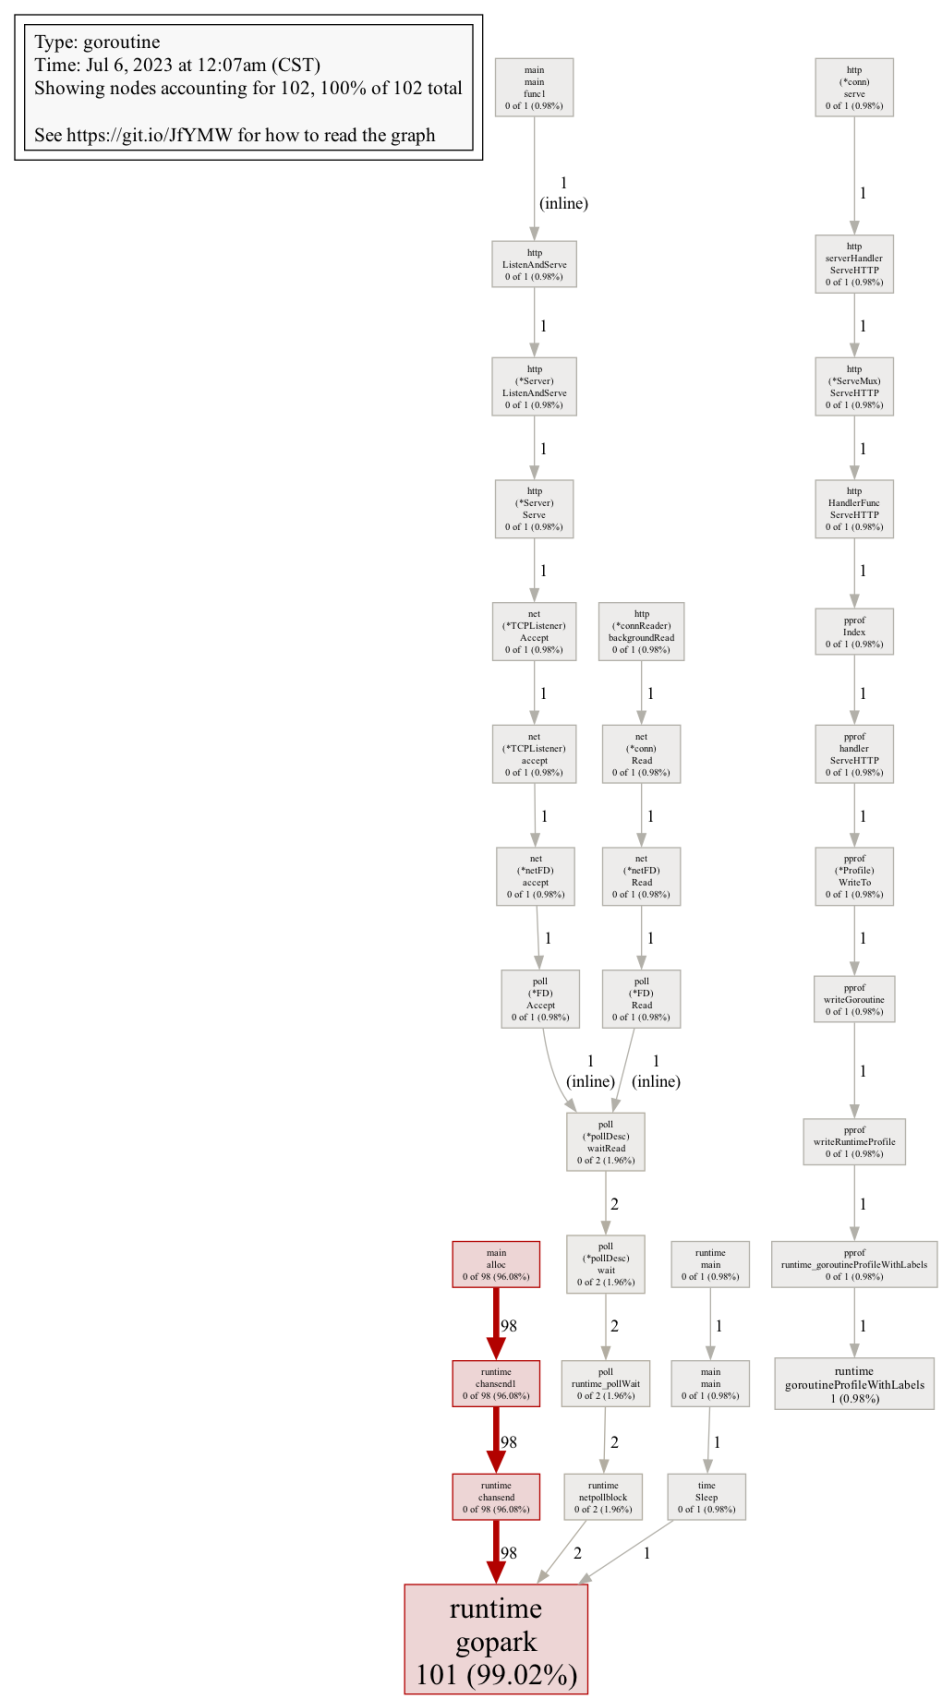 Type: goroutine
Time: Jul 6, 2023 at 12:07am (CST)
Showing nodes accounting for 102, 100% of 102 total
See https://git.io/JfYMW for how to read the graph
main
main
func1
0 of 1 (0.98%)
1
(inline)
http
ListenAndServe
0 of 1 (0.98%)
1
http
(*Server)
ListenAndServe
0 of 1 (0.98%)
1
http
(*Server)
Serve
0 of 1 (0.98%)
1
net
(*TCPListener)
Accept
0 of 1 (0.98%)
1
net
(*TCPListener)
accept
0 of 1 (0.98%)
1
net
(*netFD)
accept
0 of 1 (0.98%)
1
poll
(*FD)
Accept
0 of 1 (0.98%)
1
(inline)
http
(*connReader)
backgroundRead
0 of 1 (0.98%)
1
net
(*conn)
Read
0 of 1 (0.98%)
1
net
(*netFD)
Read
0 of 1 (0.98%)
1
poll
(*FD)
Read
0 of 1 (0.98%)
1
(inline)
poll
(*pollDesc)
waitRead
0 of 2 (1.96%)
2
poll
(*pollDesc)
wait
0 of 2 (1.96%)
2
poll
runtime_pollWait
0 of 2 (1.96%)
2
runtime
netpollblock
0 of 2 (1.96%)
2
main
alloc
0 of 98 (96.08%)
98
runtime
chansend1
0 of 98 (96.08%)
98
runtime
chansend
0 of 98 (96.08%)
98
runtime
main
0 of 1 (0.98%)
1
main
main
0 of 1 (0.98%)
1
time
Sleep
0 of 1 (0.98%)
1
runtime
gopark
101 (99.02%)
http
(*conn)
serve
0 of 1 (0.98%)
1
http
serverHandler
ServeHTTP
0 of 1 (0.98%)
1
http
(*ServeMux)
ServeHTTP
0 of 1 (0.98%)
1
http
HandlerFunc
ServeHTTP
0 of 1 (0.98%)
1
pprof
Index
0 of 1 (0.98%)
1
pprof
handler
ServeHTTP
0 of 1 (0.98%)
1
pprof
(*Profile)
WriteTo
0 of 1 (0.98%)
1
pprof
writeGoroutine
0 of 1 (0.98%)
1
pprof
writeRuntimeProfile
0 of 1 (0.98%)
1
pprof
runtime_goroutineProfileWithLabels
0 of 1 (0.98%)
1
runtime
goroutineProfileWithLabels
1 (0.98%)